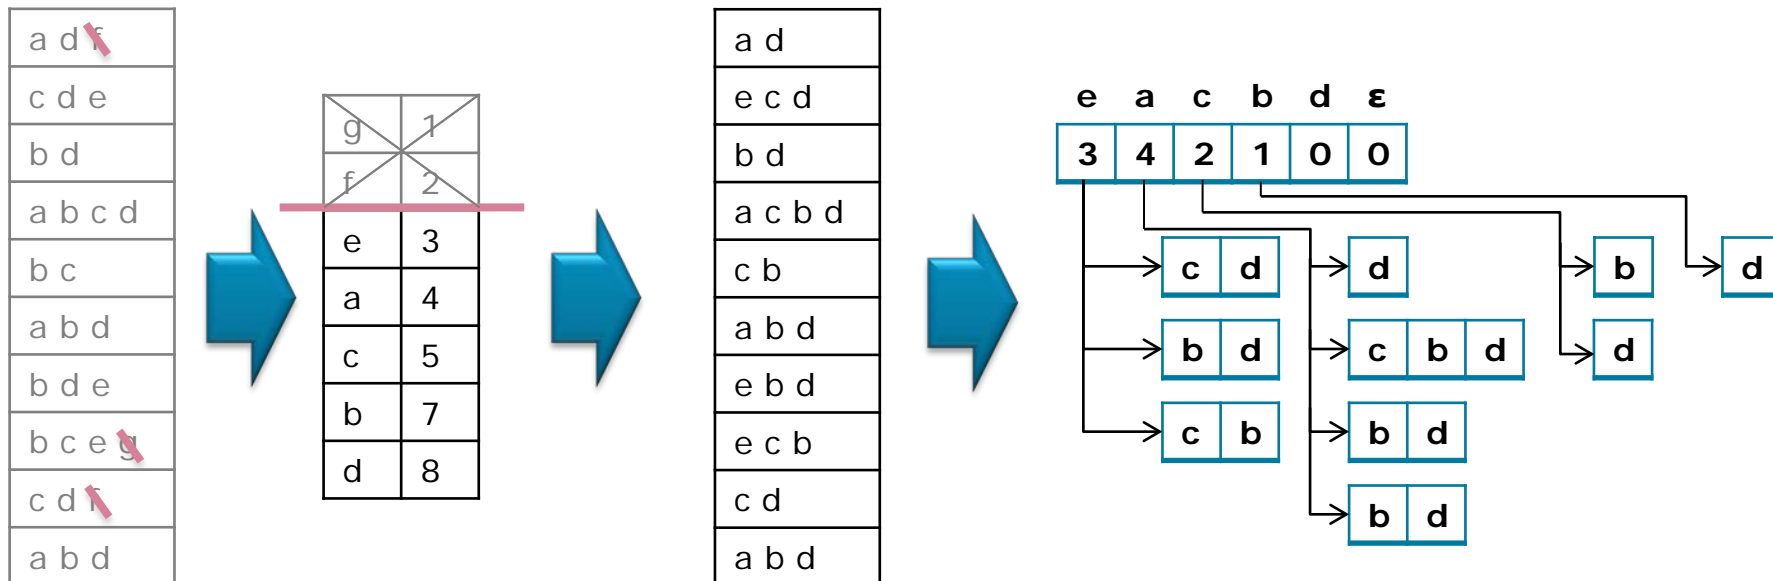 a d f
c d e
b d
a b c d
b c
a b d
b d e
b c e g
c d f
a b d
g 1
f 2
e 3
a 4
c 5
b 7
d 8
a d
e c d
b d
a c b d
c b
a b d
e b d
e c b
c d
a b d
e a c b d ε
3 4 2 1 0 0
c d d b d
b d c b d d
c b b d
b d